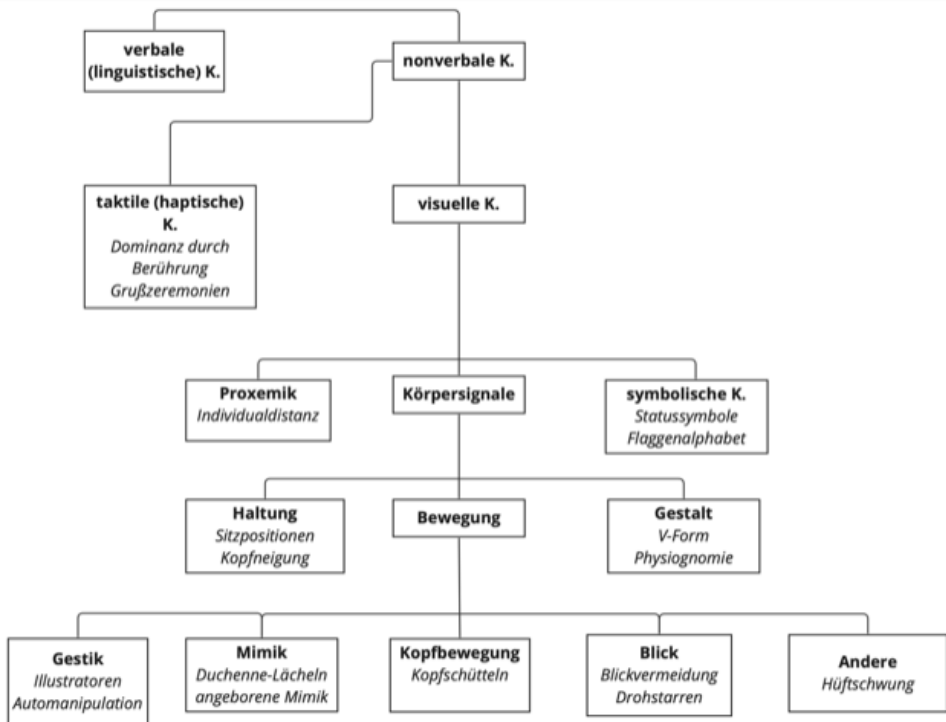 verbale
(linguistische) K.
nonverbale K.
taktile (haptische)
K.
Dominanz durch
Berührung
Grußzeremonien
visuelle K.
Proxemik
Individualdistanz
Körpersignale
symbolische K.
Statussymbole
Flaggenalphabet
Haltung
Sitzpositionen
Kopfneigung
Bewegung
Gestalt
V-Form
Physiognomie
Gestik
Illustratoren
Automanipulation
Mimik
Duchenne-Lächeln
angeborene Mimik
Kopfbewegung
Kopfschütteln
Blick
Blickvermeidung
Drohstarren
Andere
Hüftschwung